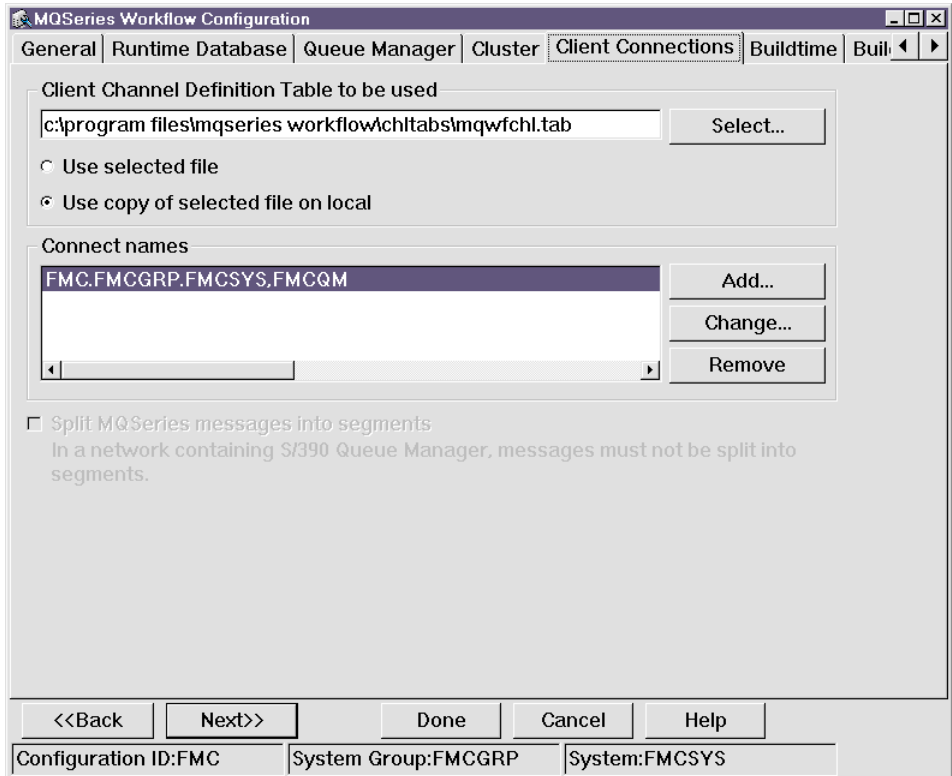 MQSeries Workflow Configuration
General Runtime Database Queue Manager Cluster Client Connections Buildtime Buil
Client Channel Definition Table to be used
c:\program files\mqseries workflow\chltabs\mqwfchl.tab Select...
Use selected file
Use copy of selected file on local
Connect names
FMC.FMCGRP.FMCSYS,FMCQM Add...
Change...
Remove
Split MQSeries messages into segments
In a network containing S/390 Queue Manager, messages must not be split into
segments.
<<Back Next>> Done Cancel Help
Configuration ID:FMC System Group:FMCGRP System:FMCSYS